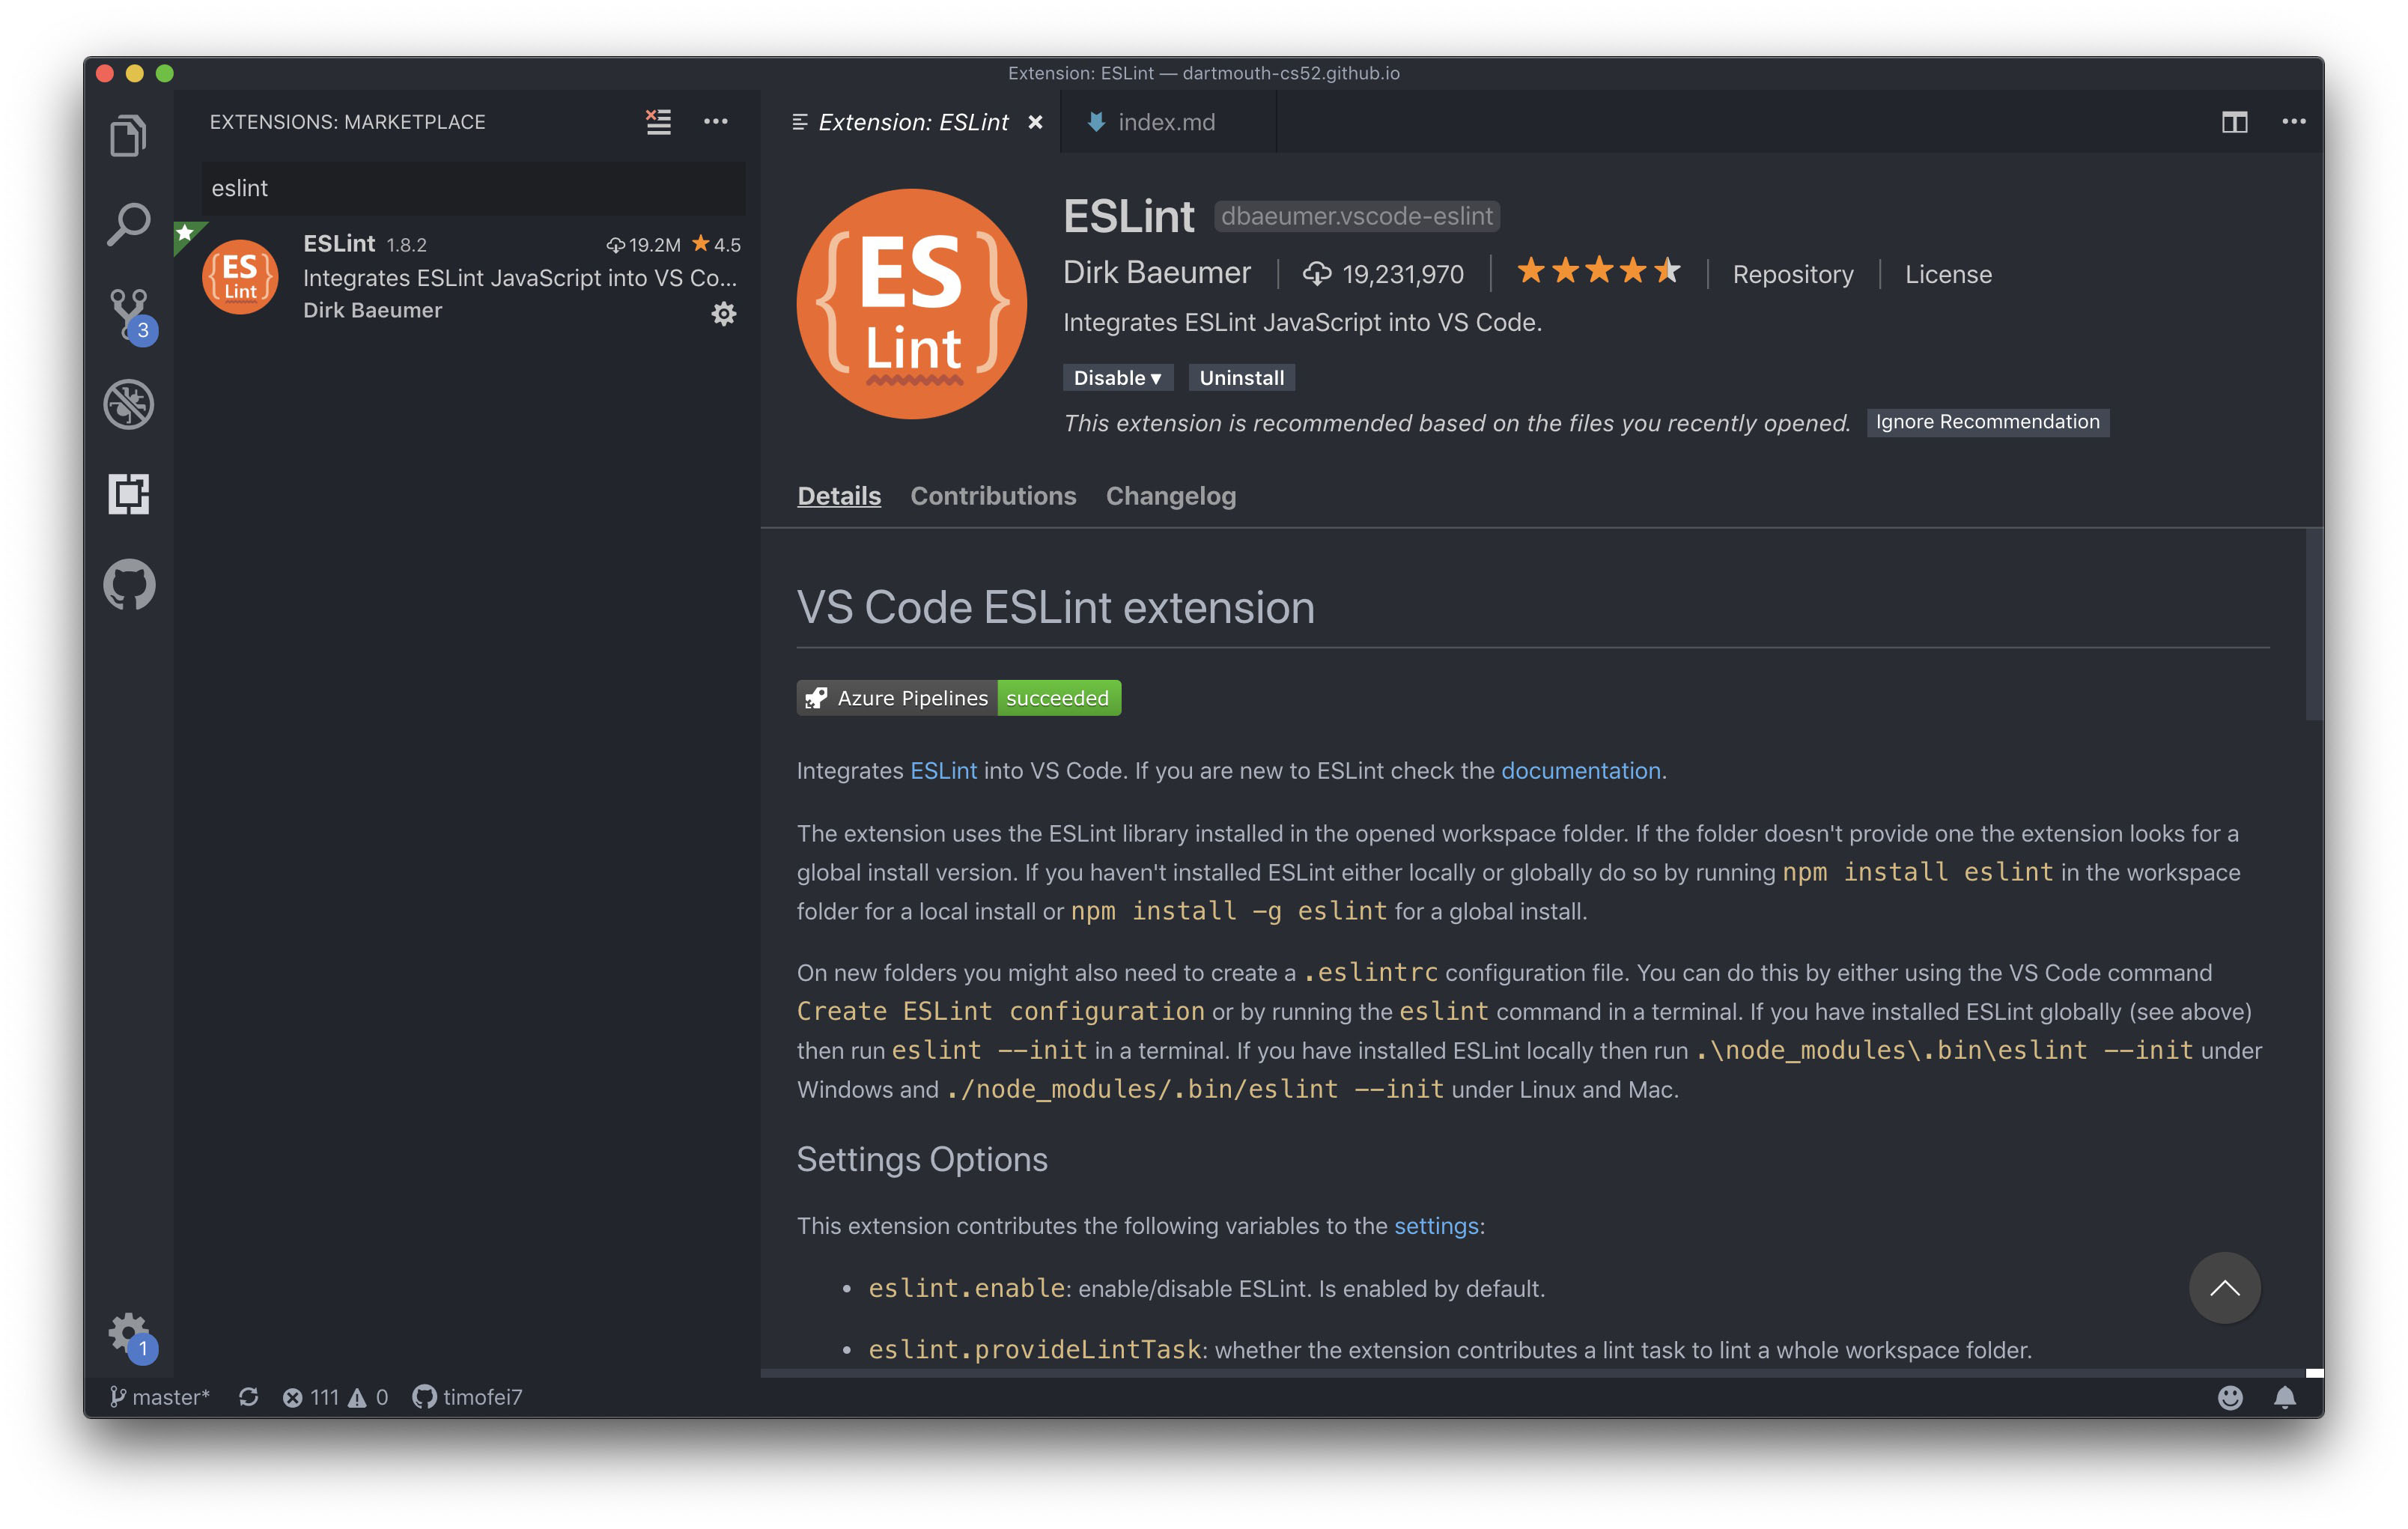 Extension: ESLint — dartmouth-cs52.github.io
EXTENSIONS: MARKETPLACE
eslint
ES
Lint
ESLint 1.8.2 19.2M 4.5
Integrates ESLint JavaScript into VS Co...
Dirk Baeumer
3
1
Extension: ESLint
index.md
{ES
Lint}
ESLint dbaeumer.vscode-eslint
Dirk Baeumer | 19,231,970 | Repository | License
Integrates ESLint JavaScript into VS Code.
Disable ▾ Uninstall
This extension is recommended based on the files you recently opened. Ignore Recommendation
Details Contributions Changelog
VS Code ESLint extension
Azure Pipelines succeeded
Integrates ESLint into VS Code. If you are new to ESLint check the documentation.
The extension uses the ESLint library installed in the opened workspace folder. If the folder doesn't provide one the extension looks for a
global install version. If you haven't installed ESLint either locally or globally do so by running npm install eslint in the workspace
folder for a local install or npm install -g eslint for a global install.
On new folders you might also need to create a .eslintrc configuration file. You can do this by either using the VS Code command
Create ESLint configuration or by running the eslint command in a terminal. If you have installed ESLint globally (see above)
then run eslint --init in a terminal. If you have installed ESLint locally then run .\node_modules\.bin\eslint --init under
Windows and ./node_modules/.bin/eslint --init under Linux and Mac.
Settings Options
This extension contributes the following variables to the settings:
• eslint.enable: enable/disable ESLint. Is enabled by default.
• eslint.provideLintTask: whether the extension contributes a lint task to lint a whole workspace folder.
master* 111 0 timofei7